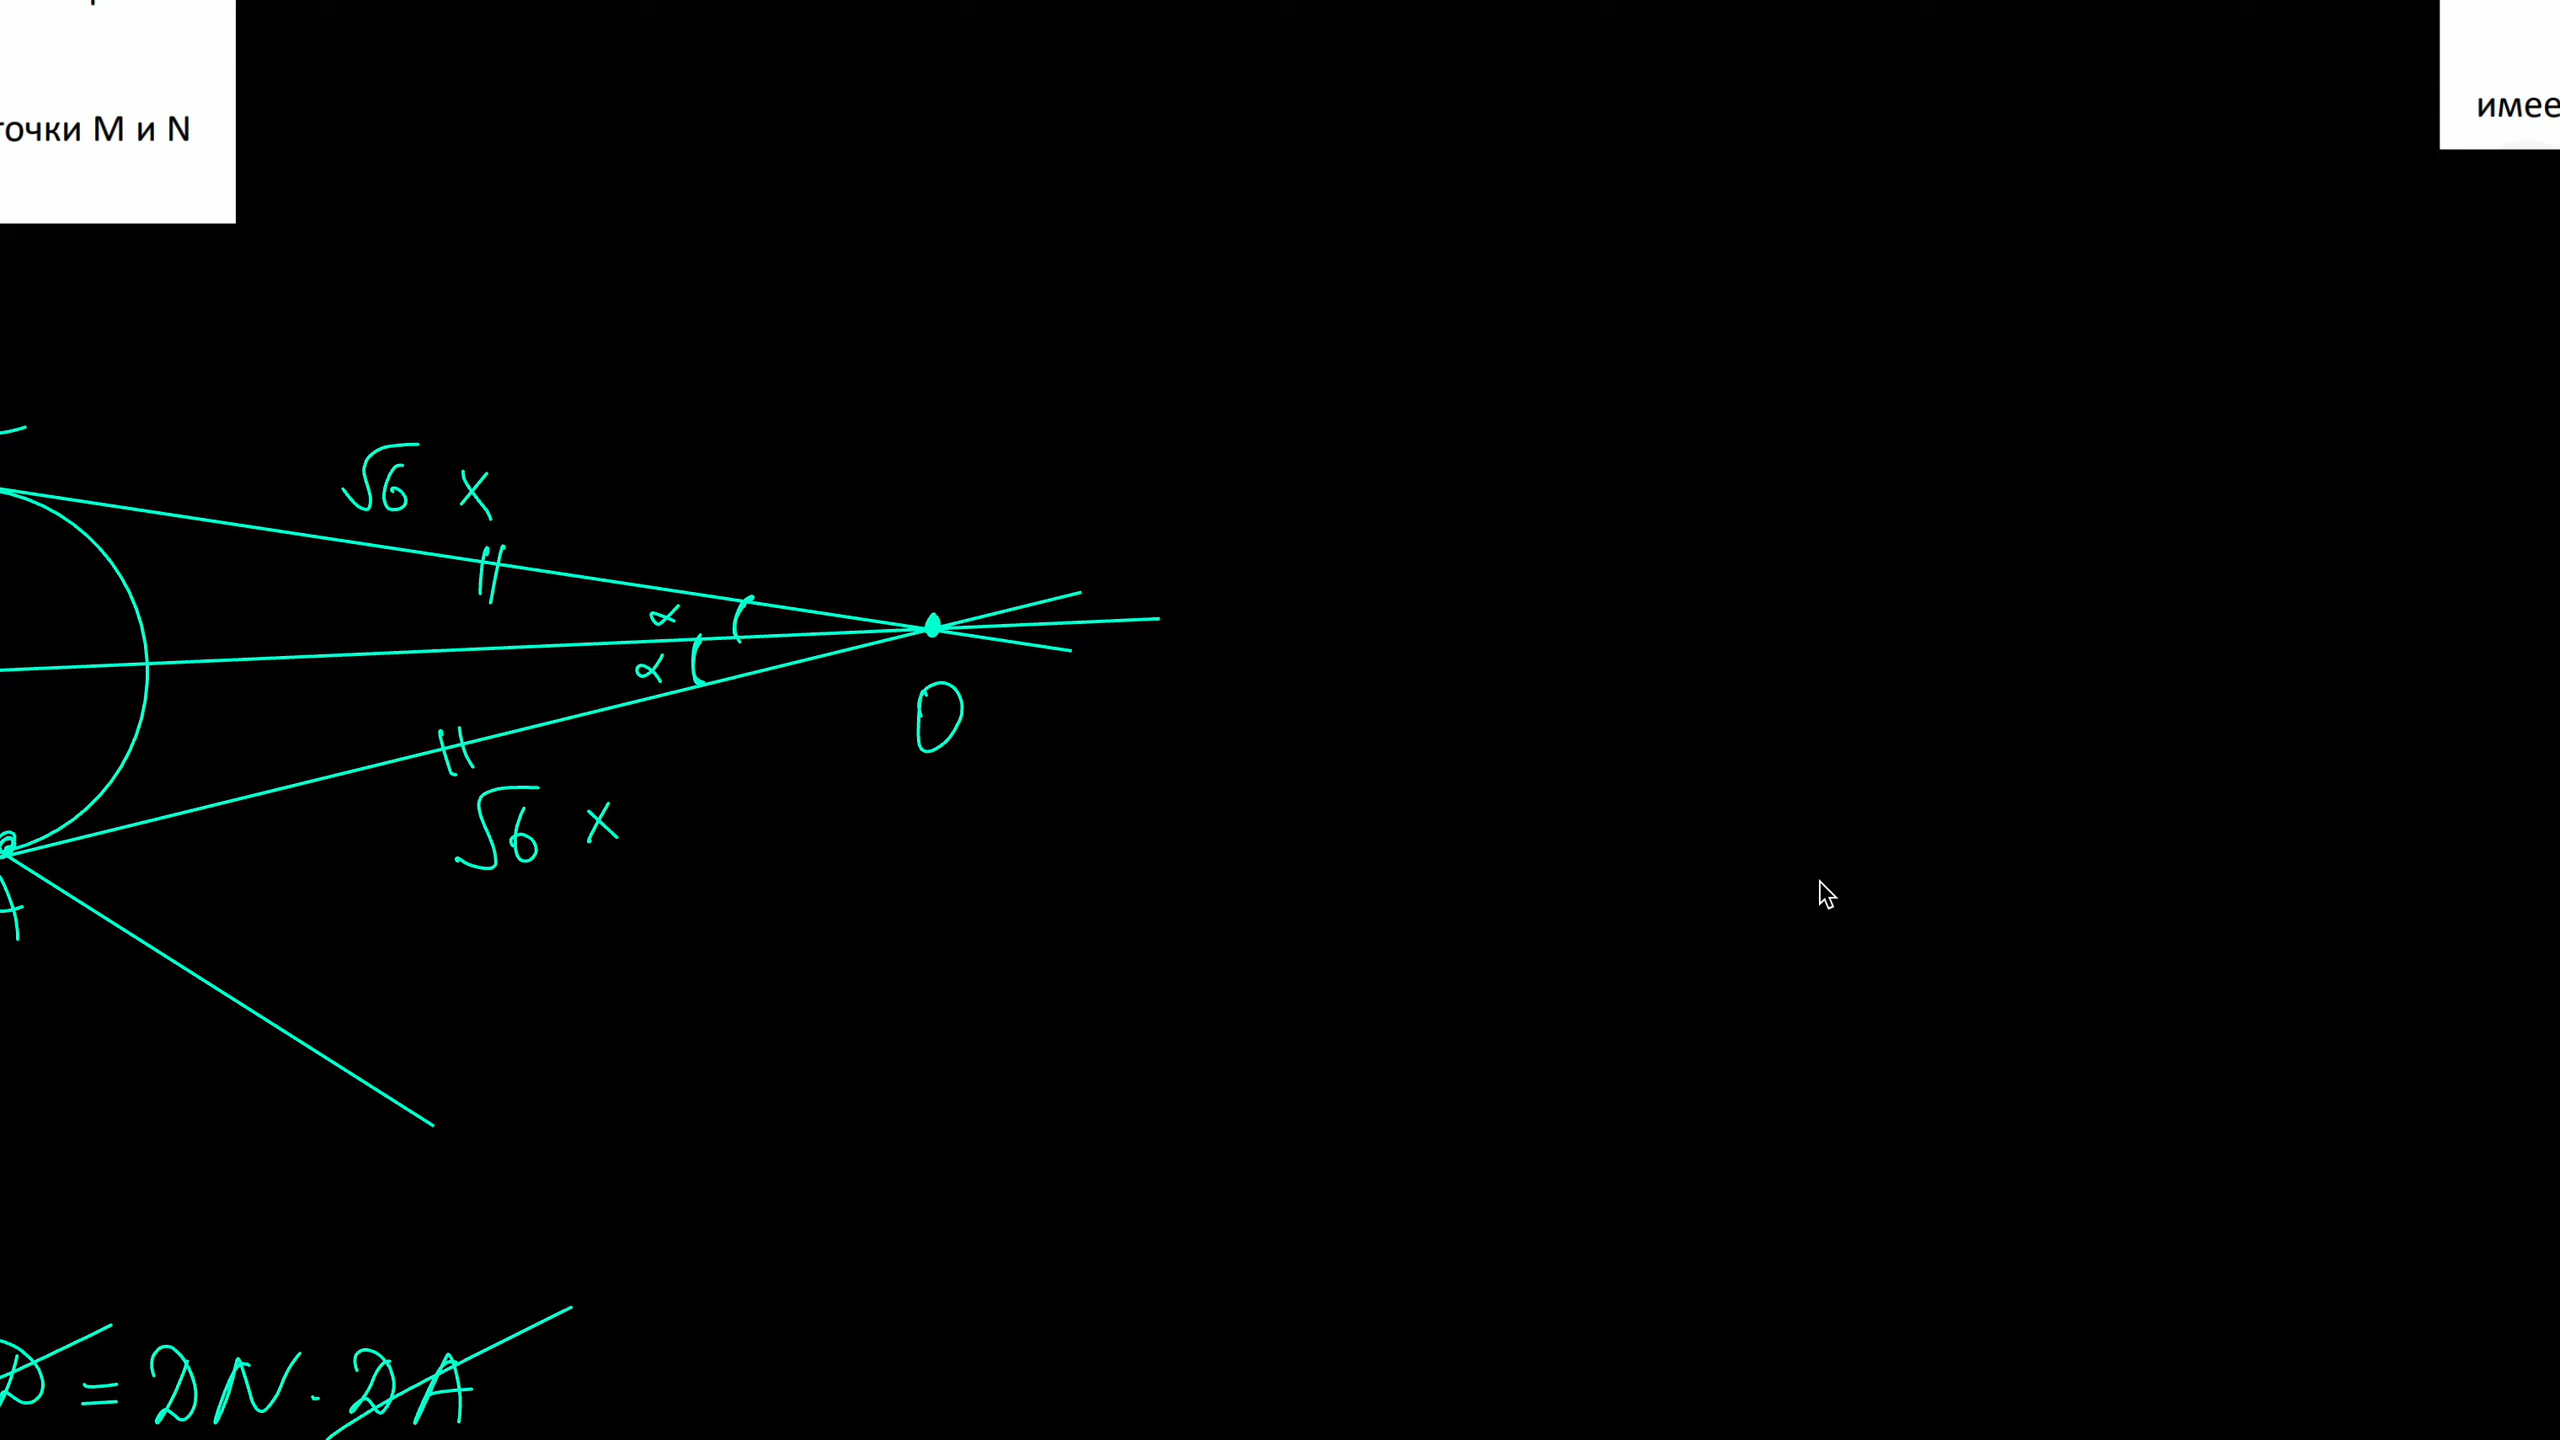 точки M и N
имее
√6 x
α
α
O
√6 x
A
D = DN · DA